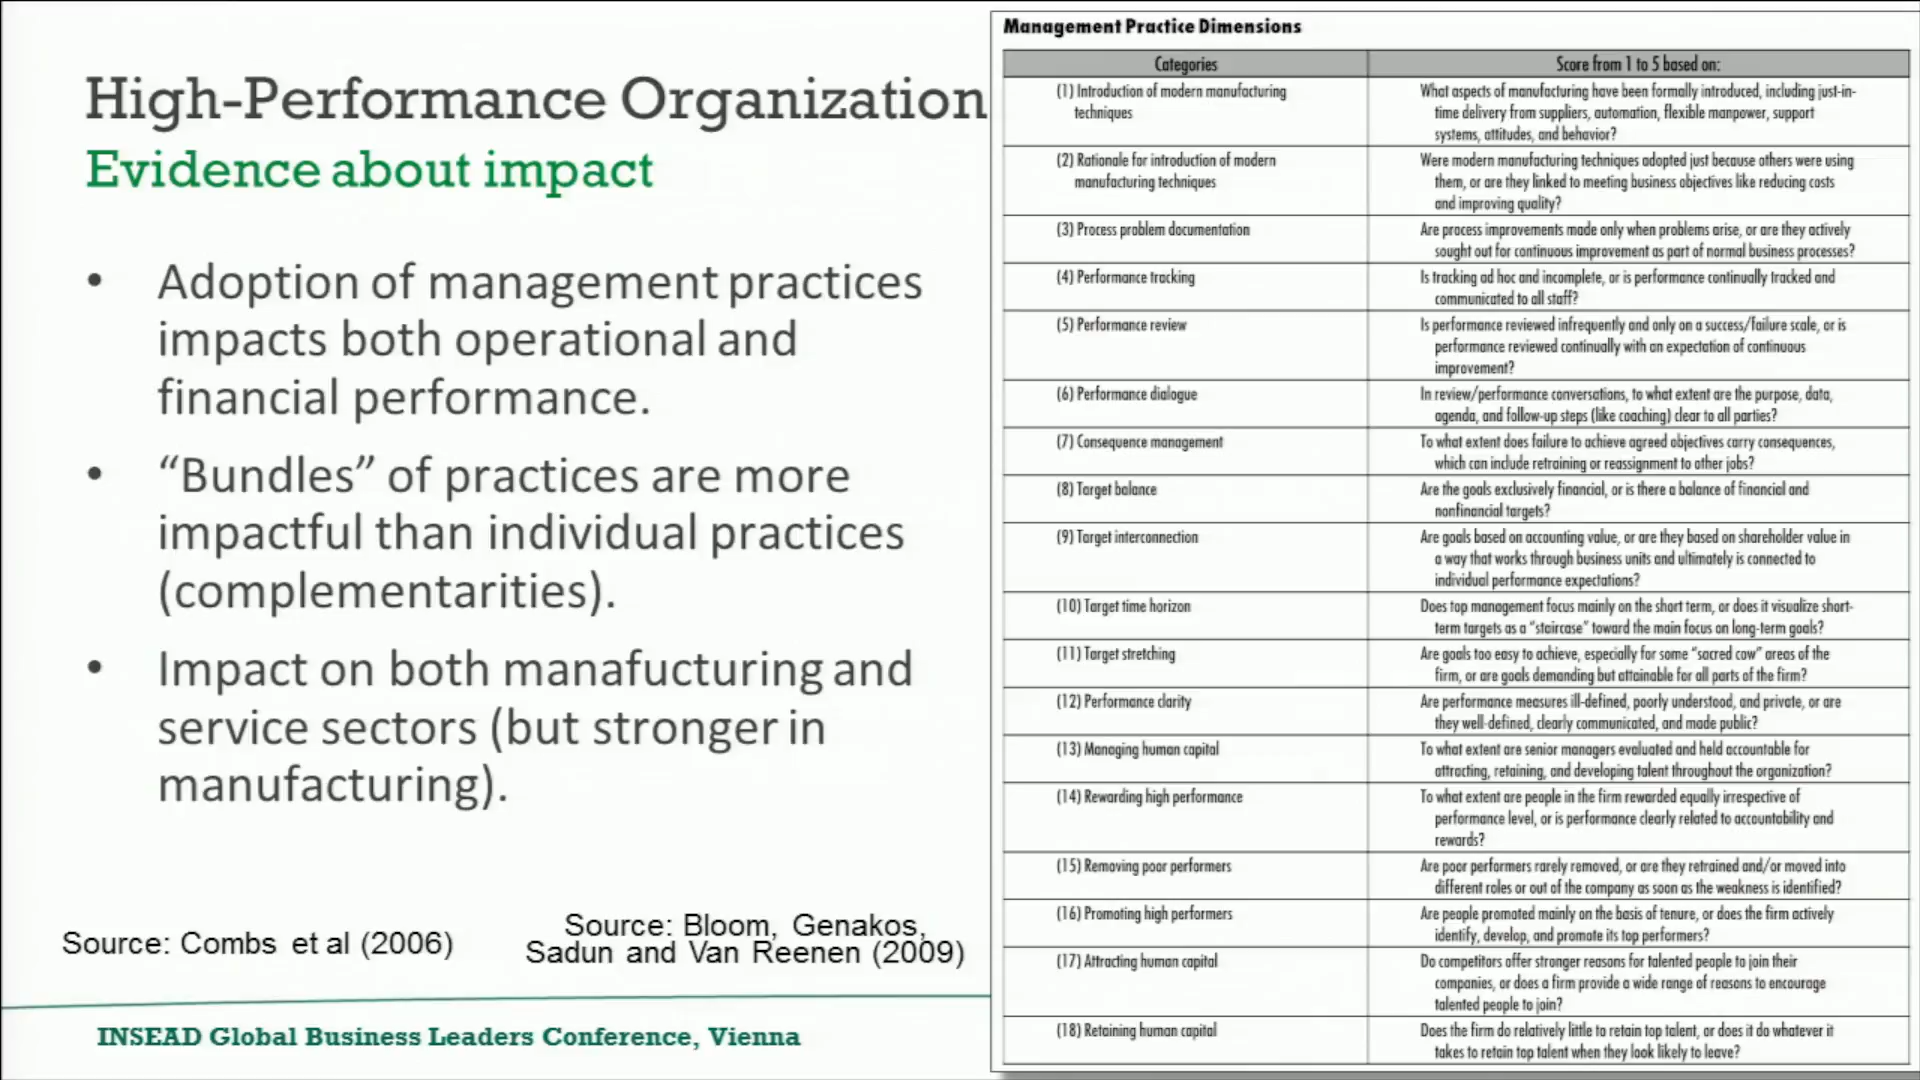 High-Performance Organization
Evidence about impact
• Adoption of management practices
impacts both operational and
financial performance.
• “Bundles” of practices are more
impactful than individual practices
(complementarities).
• Impact on both manafucturing and
service sectors (but stronger in
manufacturing).
Source: Combs et al (2006)
Source: Bloom, Genakos,
Sadun and Van Reenen (2009)
INSEAD Global Business Leaders Conference, Vienna
Management Practice Dimensions
Categories
Score from 1 to 5 based on:
(1) Introduction of modern manufacturing
techniques
What aspects of manufacturing have been formally introduced, including just-in-
time delivery from suppliers, automation, flexible manpower, support
systems, attitudes, and behavior?
(2) Rationale for introduction of modern
manufacturing techniques
Were modern manufacturing techniques adopted just because others were using
them, or are they linked to meeting business objectives like reducing costs
and improving quality?
(3) Process problem documentation
Are process improvements made only when problems arise, or are they actively
sought out for continuous improvement as part of normal business processes?
(4) Performance tracking
Is tracking ad hoc and incomplete, or is performance continually tracked and
communicated to all staff?
(5) Performance review
Is performance reviewed infrequently and only on a success/failure scale, or is
performance reviewed continually with an expectation of continuous
improvement?
(6) Performance dialogue
In review/performance conversations, to what extent are the purpose, data,
agenda, and follow-up steps (like coaching) clear to all parties?
(7) Consequence management
To what extent does failure to achieve agreed objectives carry consequences,
which can include retraining or reassignment to other jobs?
(8) Target balance
Are the goals exclusively financial, or is there a balance of financial and
nonfinancial targets?
(9) Target interconnection
Are goals based on accounting value, or are they based on shareholder value in
a way that works through business units and ultimately is connected to
individual performance expectations?
(10) Target time horizon
Does top management focus mainly on the short term, or does it visualize short-
term targets as a “staircase” toward the main focus on long-term goals?
(11) Target stretching
Are goals too easy to achieve, especially for some “sacred cow” areas of the
firm, or are goals demanding but attainable for all parts of the firm?
(12) Performance clarity
Are performance measures ill-defined, poorly understood, and private, or are
they well-defined, clearly communicated, and made public?
(13) Managing human capital
To what extent are senior managers evaluated and held accountable for
attracting, retaining, and developing talent throughout the organization?
(14) Rewarding high performance
To what extent are people in the firm rewarded equally irrespective of
performance level, or is performance clearly related to accountability and
rewards?
(15) Removing poor performers
Are poor performers rarely removed, or are they retrained and/or moved into
different roles or out of the company as soon as the weakness is identified?
(16) Promoting high performers
Are people promoted mainly on the basis of tenure, or does the firm actively
identify, develop, and promote its top performers?
(17) Attracting human capital
Do competitors offer stronger reasons for talented people to join their
companies, or does a firm provide a wide range of reasons to encourage
talented people to join?
(18) Retaining human capital
Does the firm do relatively little to retain top talent, or does it do whatever it
takes to retain top talent when they look likely to leave?